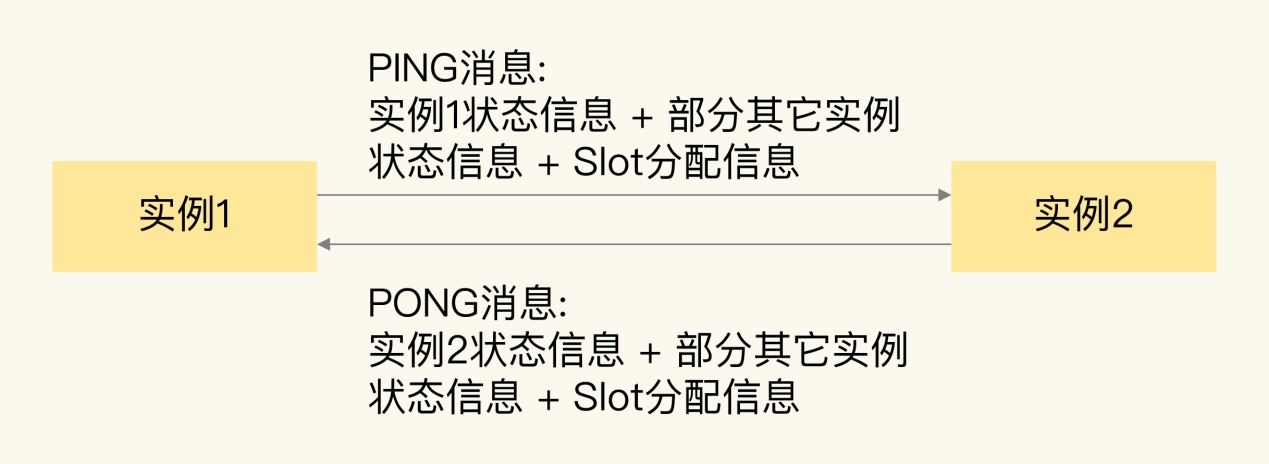 PING消息:
实例1状态信息 + 部分其它实例
状态信息 + Slot分配信息
实例1
实例2
PONG消息:
实例2状态信息 + 部分其它实例
状态信息 + Slot分配信息